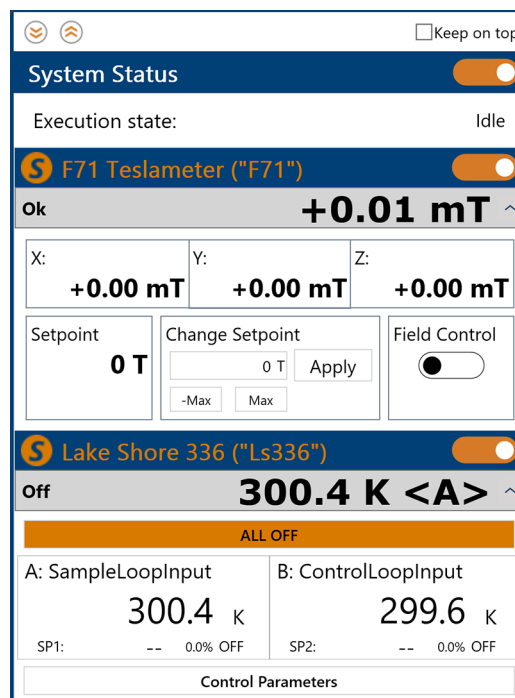 Keep on top
System Status
Execution state: Idle
S F71 Teslameter ("F71")
Ok +0.01 mT
X: Y: Z:
+0.00 mT +0.00 mT +0.00 mT
Setpoint Change Setpoint Field Control
0 T 0 T Apply
-Max Max
S Lake Shore 336 ("Ls336")
Off 300.4 K <A>
ALL OFF
A: SampleLoopInput B: ControlLoopInput
300.4 K 299.6 K
SP1: -- 0.0% OFF SP2: -- 0.0% OFF
Control Parameters